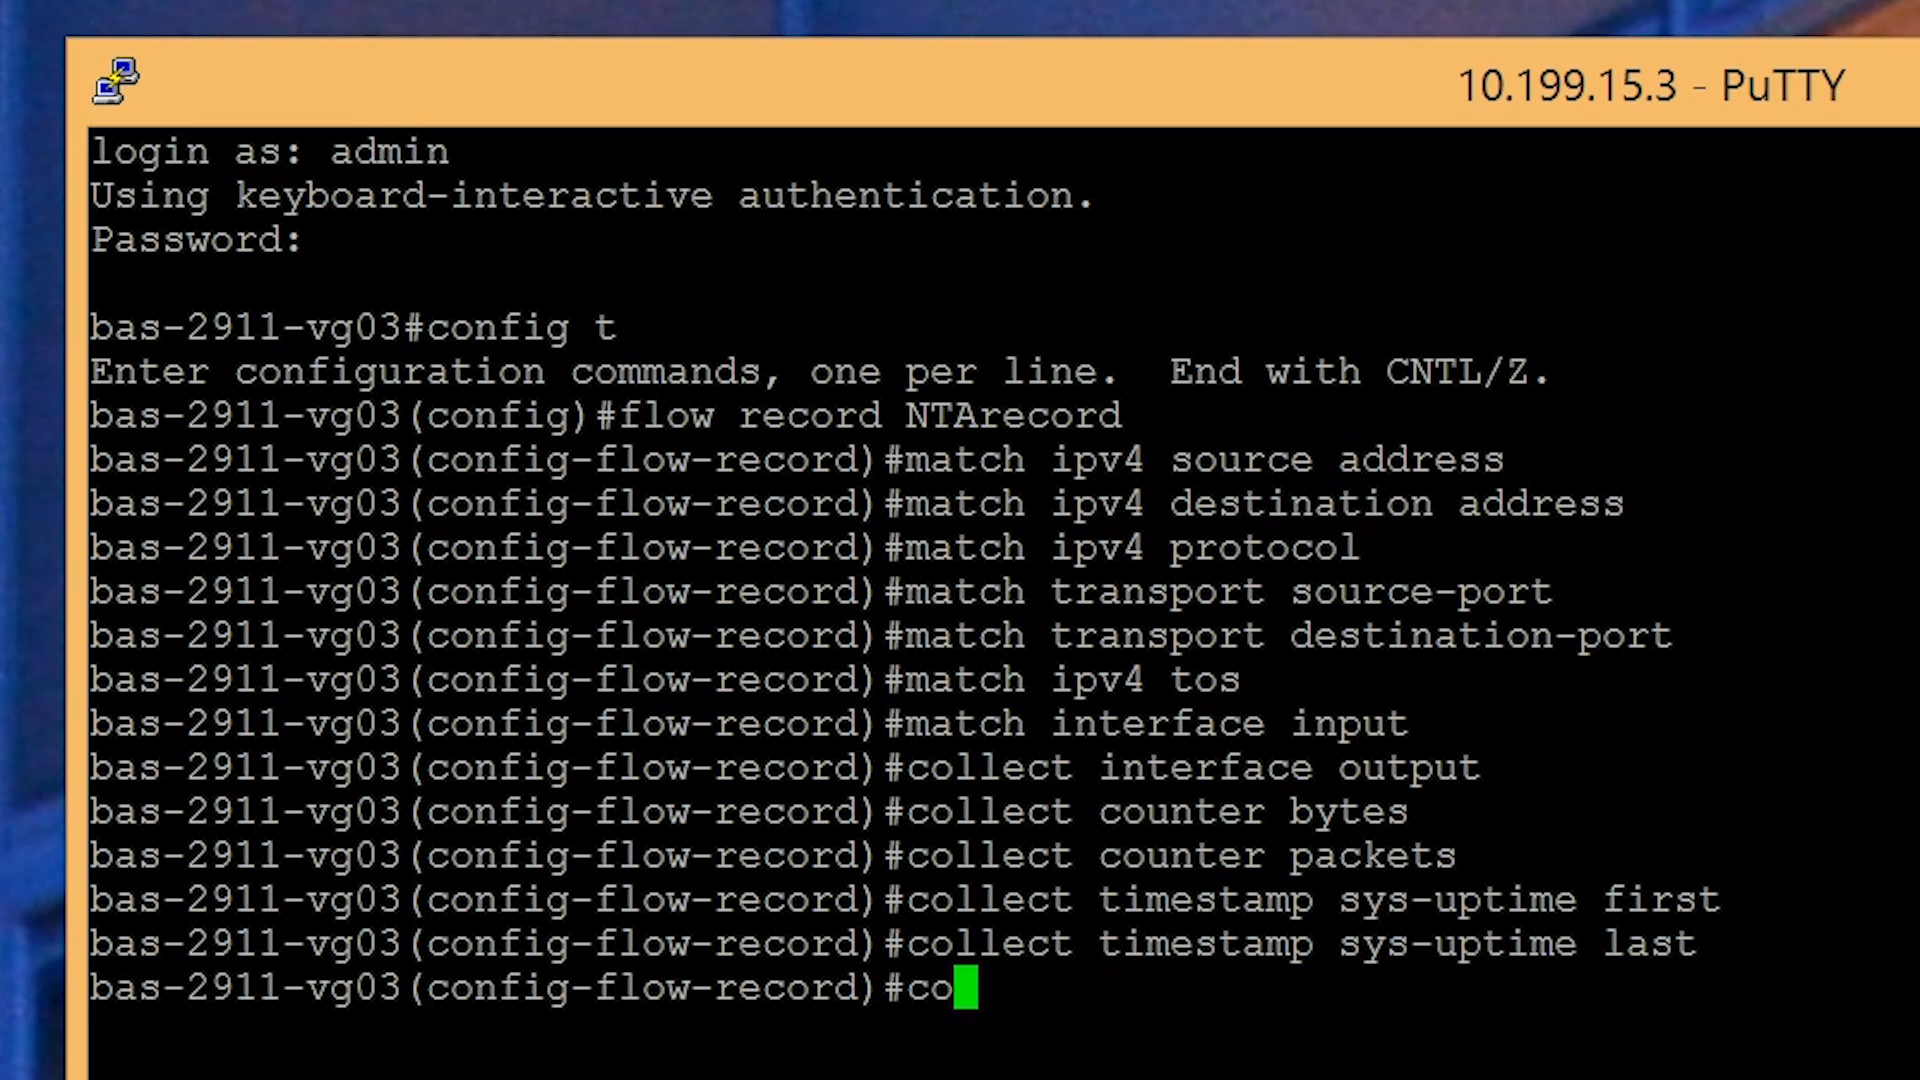 10.199.15.3 - PuTTY
login as: admin
Using keyboard-interactive authentication.
Password:
bas-2911-vg03#config t
Enter configuration commands, one per line.  End with CNTL/Z.
bas-2911-vg03(config)#flow record NTArecord
bas-2911-vg03(config-flow-record)#match ipv4 source address
bas-2911-vg03(config-flow-record)#match ipv4 destination address
bas-2911-vg03(config-flow-record)#match ipv4 protocol
bas-2911-vg03(config-flow-record)#match transport source-port
bas-2911-vg03(config-flow-record)#match transport destination-port
bas-2911-vg03(config-flow-record)#match ipv4 tos
bas-2911-vg03(config-flow-record)#match interface input
bas-2911-vg03(config-flow-record)#collect interface output
bas-2911-vg03(config-flow-record)#collect counter bytes
bas-2911-vg03(config-flow-record)#collect counter packets
bas-2911-vg03(config-flow-record)#collect timestamp sys-uptime first
bas-2911-vg03(config-flow-record)#collect timestamp sys-uptime last
bas-2911-vg03(config-flow-record)#co